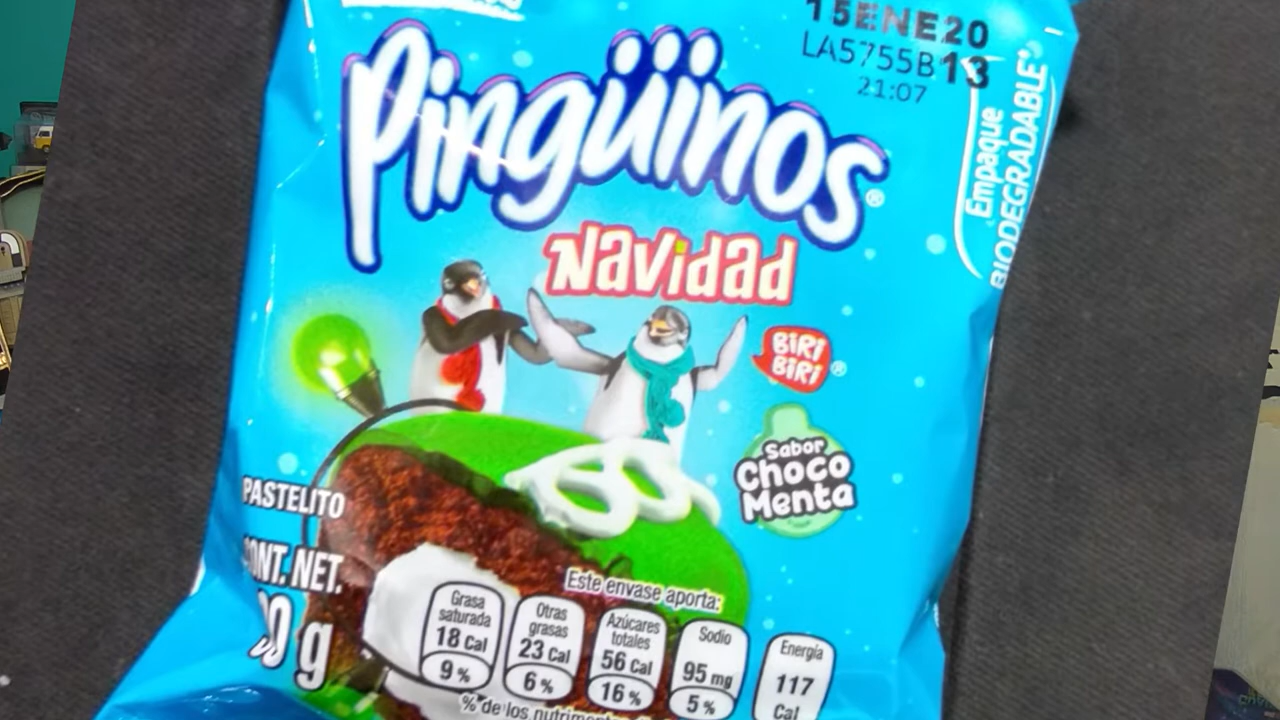 15ENE20
LA5755B13
21:07
Pingüinos®
Navidad
Empaque
BIODEGRADABLE*
BIRI
BIRI®
Sabor
Choco
Menta
PASTELITO
CONT. NET.
g
Este envase aporta:
Grasa
saturada
18 Cal
9%
Otras
grasas
23 Cal
6%
Azúcares
totales
56 Cal
16%
Sodio
95 mg
5%
Energía
117
Cal
% de los